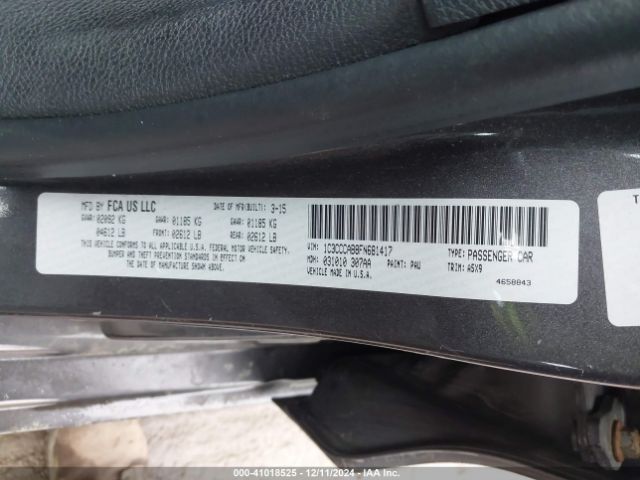 MFD BY FCA US LLC DATE OF MFR(BUILT): 3-15
GVWR: 02092 KG GAWR: 01185 KG GAWR: 01185 KG
04612 LB FRONT: 02612 LB REAR: 02612 LB
THIS VEHICLE CONFORMS TO ALL APPLICABLE U.S.A. FEDERAL MOTOR VEHICLE SAFETY,
BUMPER AND THEFT PREVENTION STANDARDS IN EFFECT ON
THE DATE OF MANUFACTURE SHOWN ABOVE.
VIN: 1C3CCCAB8FN681417 TYPE: PASSENGER CAR
MDH: 031010 307AA PAINT: PAU TRIM: A5X9
VEHICLE MADE IN U.S.A.
4658843
T
000-41018525 - 12/11/2024 - IAA Inc.